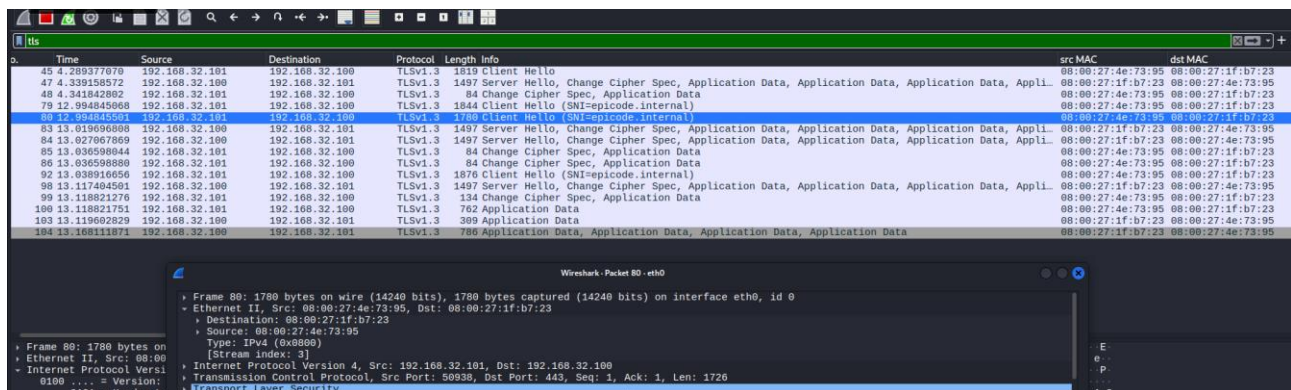 tls
o. Time Source Destination Protocol Length Info src MAC dst MAC
45 4.289377070 192.168.32.101 192.168.32.100 TLSv1.3 1819 Client Hello 08:00:27:4e:73:95 08:00:27:1f:b7:23
47 4.339158572 192.168.32.100 192.168.32.101 TLSv1.3 1497 Server Hello, Change Cipher Spec, Application Data, Application Data, Application Data, Appli… 08:00:27:1f:b7:23 08:00:27:4e:73:95
48 4.341842802 192.168.32.101 192.168.32.100 TLSv1.3 84 Change Cipher Spec, Application Data 08:00:27:4e:73:95 08:00:27:1f:b7:23
79 12.994845068 192.168.32.101 192.168.32.100 TLSv1.3 1844 Client Hello (SNI=epicode.internal) 08:00:27:4e:73:95 08:00:27:1f:b7:23
80 12.994845501 192.168.32.101 192.168.32.100 TLSv1.3 1780 Client Hello (SNI=epicode.internal) 08:00:27:4e:73:95 08:00:27:1f:b7:23
83 13.019696808 192.168.32.100 192.168.32.101 TLSv1.3 1497 Server Hello, Change Cipher Spec, Application Data, Application Data, Application Data, Appli… 08:00:27:1f:b7:23 08:00:27:4e:73:95
84 13.027067869 192.168.32.100 192.168.32.101 TLSv1.3 1497 Server Hello, Change Cipher Spec, Application Data, Application Data, Application Data, Appli… 08:00:27:1f:b7:23 08:00:27:4e:73:95
85 13.036598044 192.168.32.101 192.168.32.100 TLSv1.3 84 Change Cipher Spec, Application Data 08:00:27:4e:73:95 08:00:27:1f:b7:23
86 13.036598880 192.168.32.101 192.168.32.100 TLSv1.3 84 Change Cipher Spec, Application Data 08:00:27:4e:73:95 08:00:27:1f:b7:23
92 13.038916656 192.168.32.101 192.168.32.100 TLSv1.3 1876 Client Hello (SNI=epicode.internal) 08:00:27:4e:73:95 08:00:27:1f:b7:23
98 13.117404501 192.168.32.100 192.168.32.101 TLSv1.3 1497 Server Hello, Change Cipher Spec, Application Data, Application Data, Application Data, Appli… 08:00:27:1f:b7:23 08:00:27:4e:73:95
99 13.118821276 192.168.32.101 192.168.32.100 TLSv1.3 134 Change Cipher Spec, Application Data 08:00:27:4e:73:95 08:00:27:1f:b7:23
100 13.118821751 192.168.32.101 192.168.32.100 TLSv1.3 762 Application Data 08:00:27:4e:73:95 08:00:27:1f:b7:23
103 13.119602829 192.168.32.100 192.168.32.101 TLSv1.3 309 Application Data 08:00:27:1f:b7:23 08:00:27:4e:73:95
104 13.168111871 192.168.32.100 192.168.32.101 TLSv1.3 786 Application Data, Application Data, Application Data, Application Data 08:00:27:1f:b7:23 08:00:27:4e:73:95
Wireshark · Packet 80 · eth0
Frame 80: 1780 bytes on wire (14240 bits), 1780 bytes captured (14240 bits) on interface eth0, id 0
Ethernet II, Src: 08:00:27:4e:73:95, Dst: 08:00:27:1f:b7:23
Destination: 08:00:27:1f:b7:23
Source: 08:00:27:4e:73:95
Type: IPv4 (0x0800)
[Stream index: 3]
Internet Protocol Version 4, Src: 192.168.32.101, Dst: 192.168.32.100
Transmission Control Protocol, Src Port: 50938, Dst Port: 443, Seq: 1, Ack: 1, Len: 1726
Transport Layer Security
Frame 80: 1780 bytes on
Ethernet II, Src: 08:00
Internet Protocol Versi
0100 .... = Version:
··E·
e··
··P·